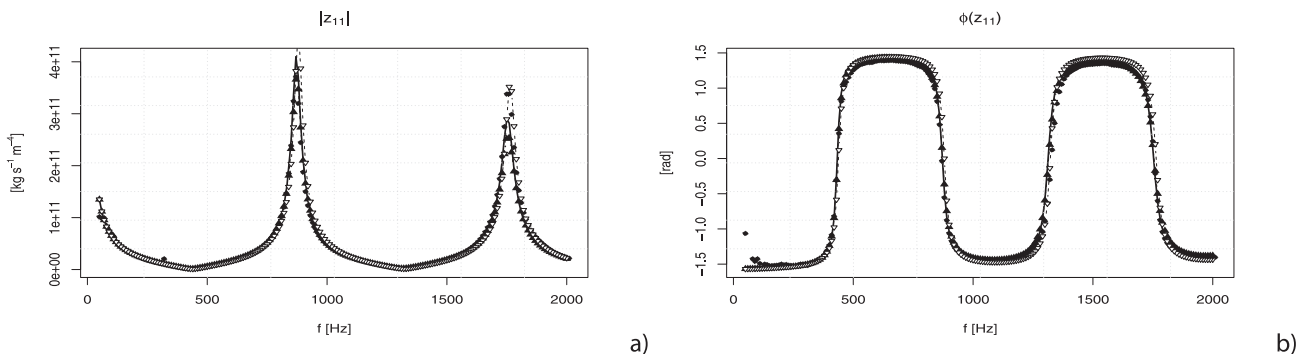 |z₁₁|
[kg s⁻¹ m⁻⁴]
4e+11
3e+11
2e+11
1e+11
0e+00
0 500 1000 1500 2000
f [Hz]
a)
ϕ(z₁₁)
[rad]
1.5
1.0
0.5
0.0
−0.5
−1.0
−1.5
0 500 1000 1500 2000
f [Hz]
b)